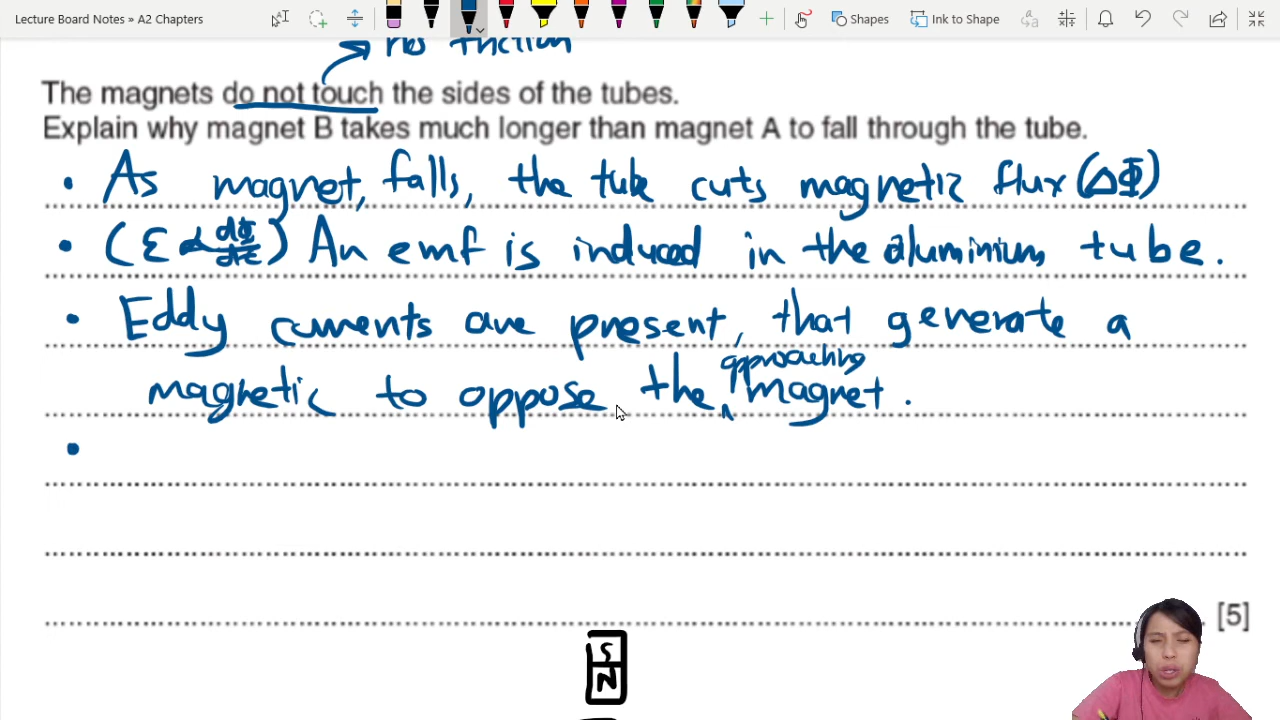 Lecture Board Notes » A2 Chapters
Shapes
Ink to Shape
no friction
The magnets do not touch the sides of the tubes.
Explain why magnet B takes much longer than magnet A to fall through the tube.
• As magnet, falls, the tube cuts magnetic flux (ΔΦ)
• (ε ∝ dΦ/dt) An emf is induced in the aluminium tube.
• Eddy currents are present, that generate a
approaching
magnetic to oppose the ^ magnet.
•
[5]
S
N